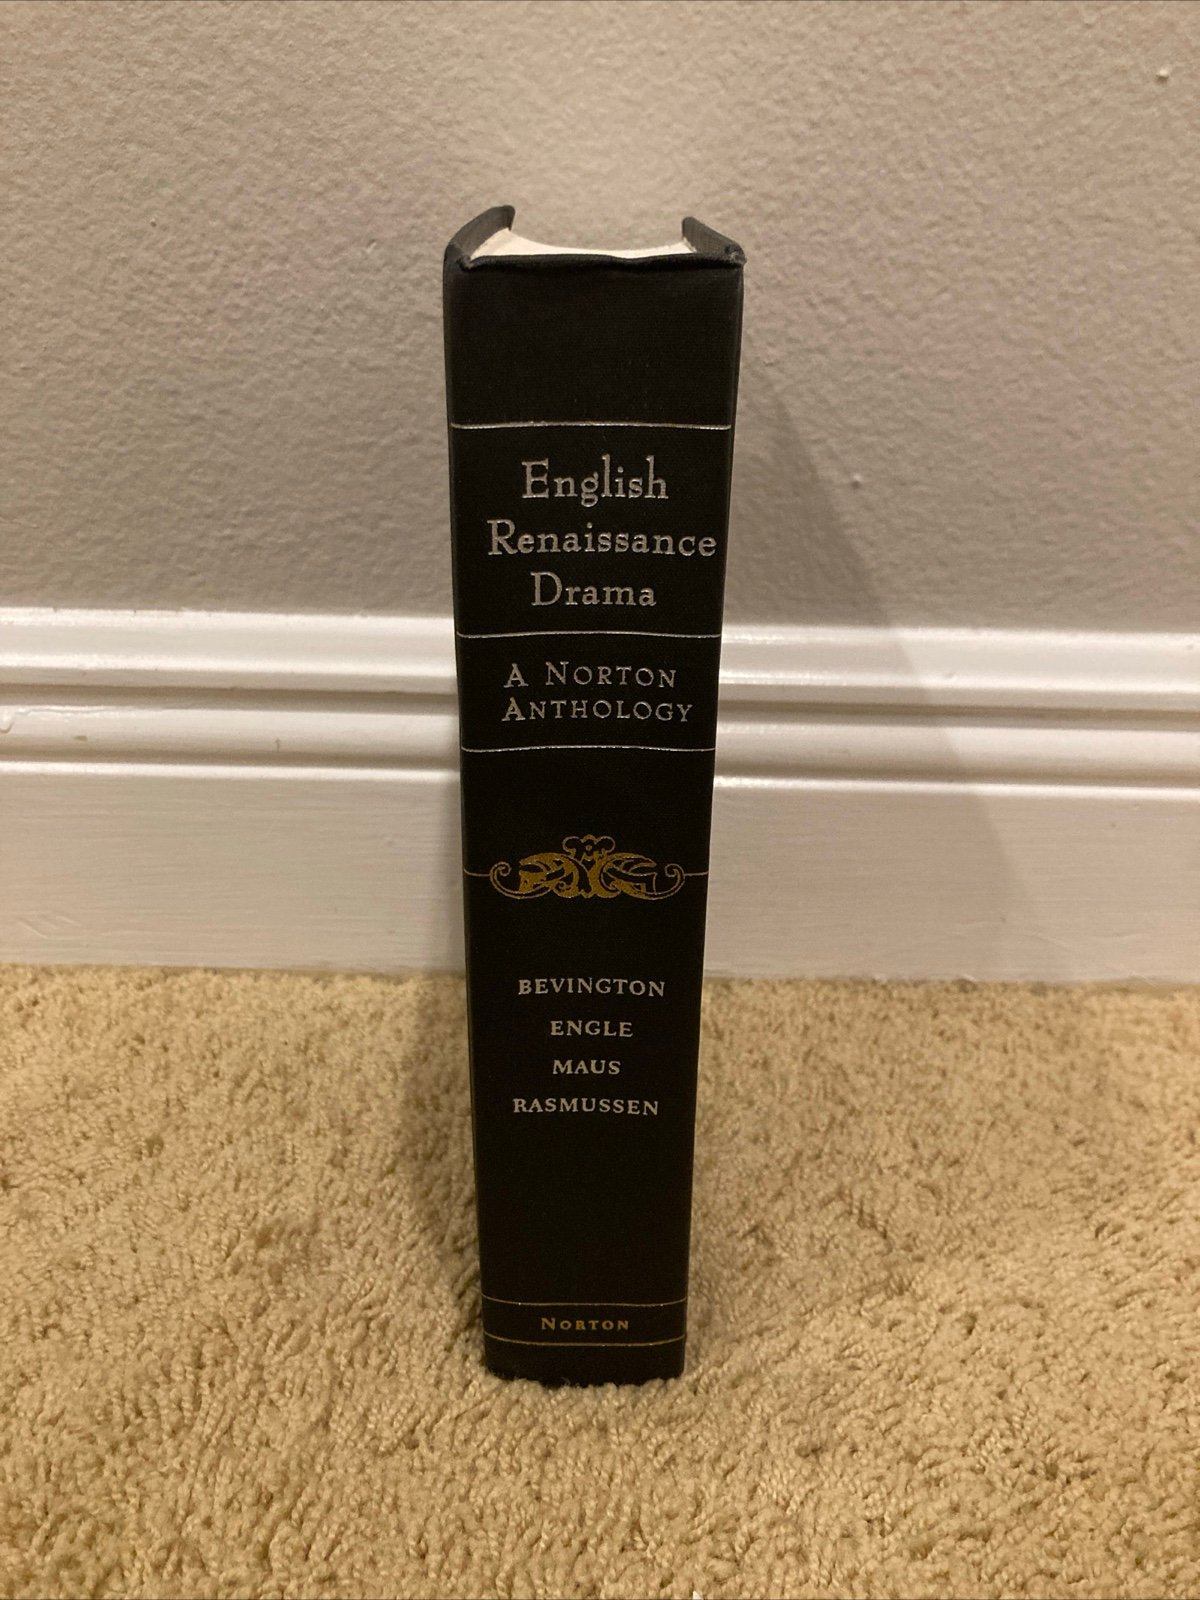 English
Renaissance
Drama
A NORTON
ANTHOLOGY
BEVINGTON
ENGLE
MAUS
RASMUSSEN
NORTON